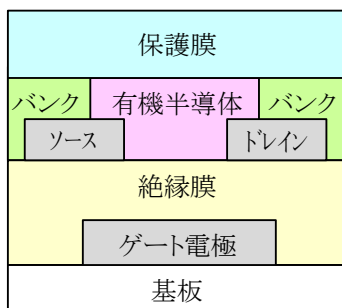 保護膜
バンク 有機半導体 バンク
ソース ドレイン
絶縁膜
ゲート電極
基板